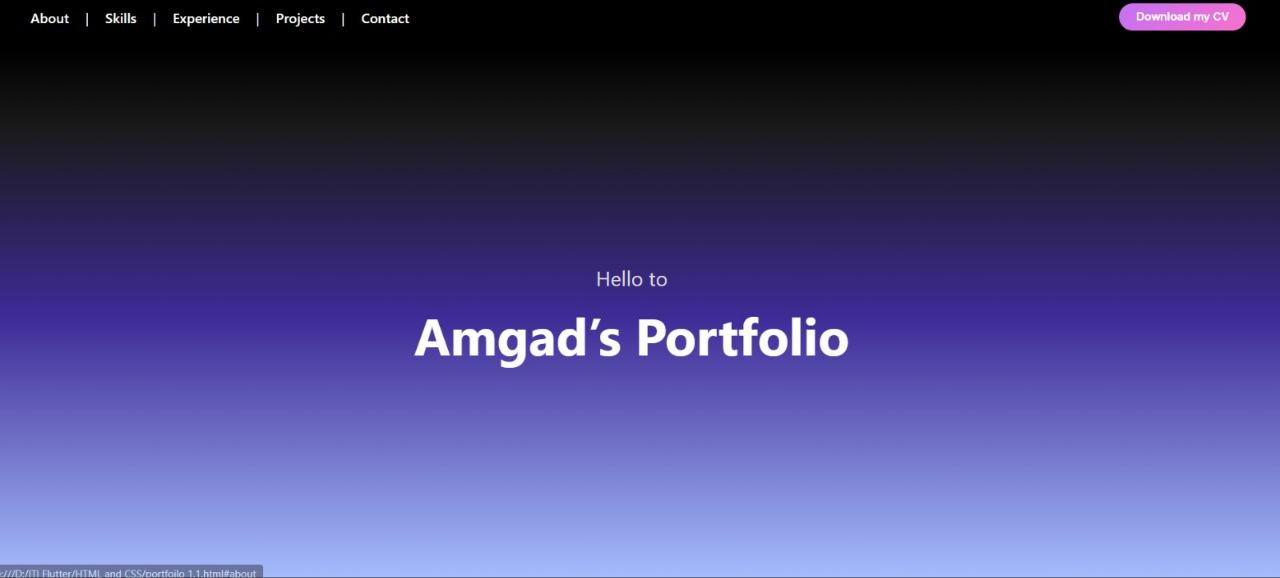 About | Skills | Experience | Projects | Contact
Download my CV
Hello to
Amgad’s Portfolio
:///D:/ITI Flutter/HTML and CSS/portfoilo 1.1.html#about